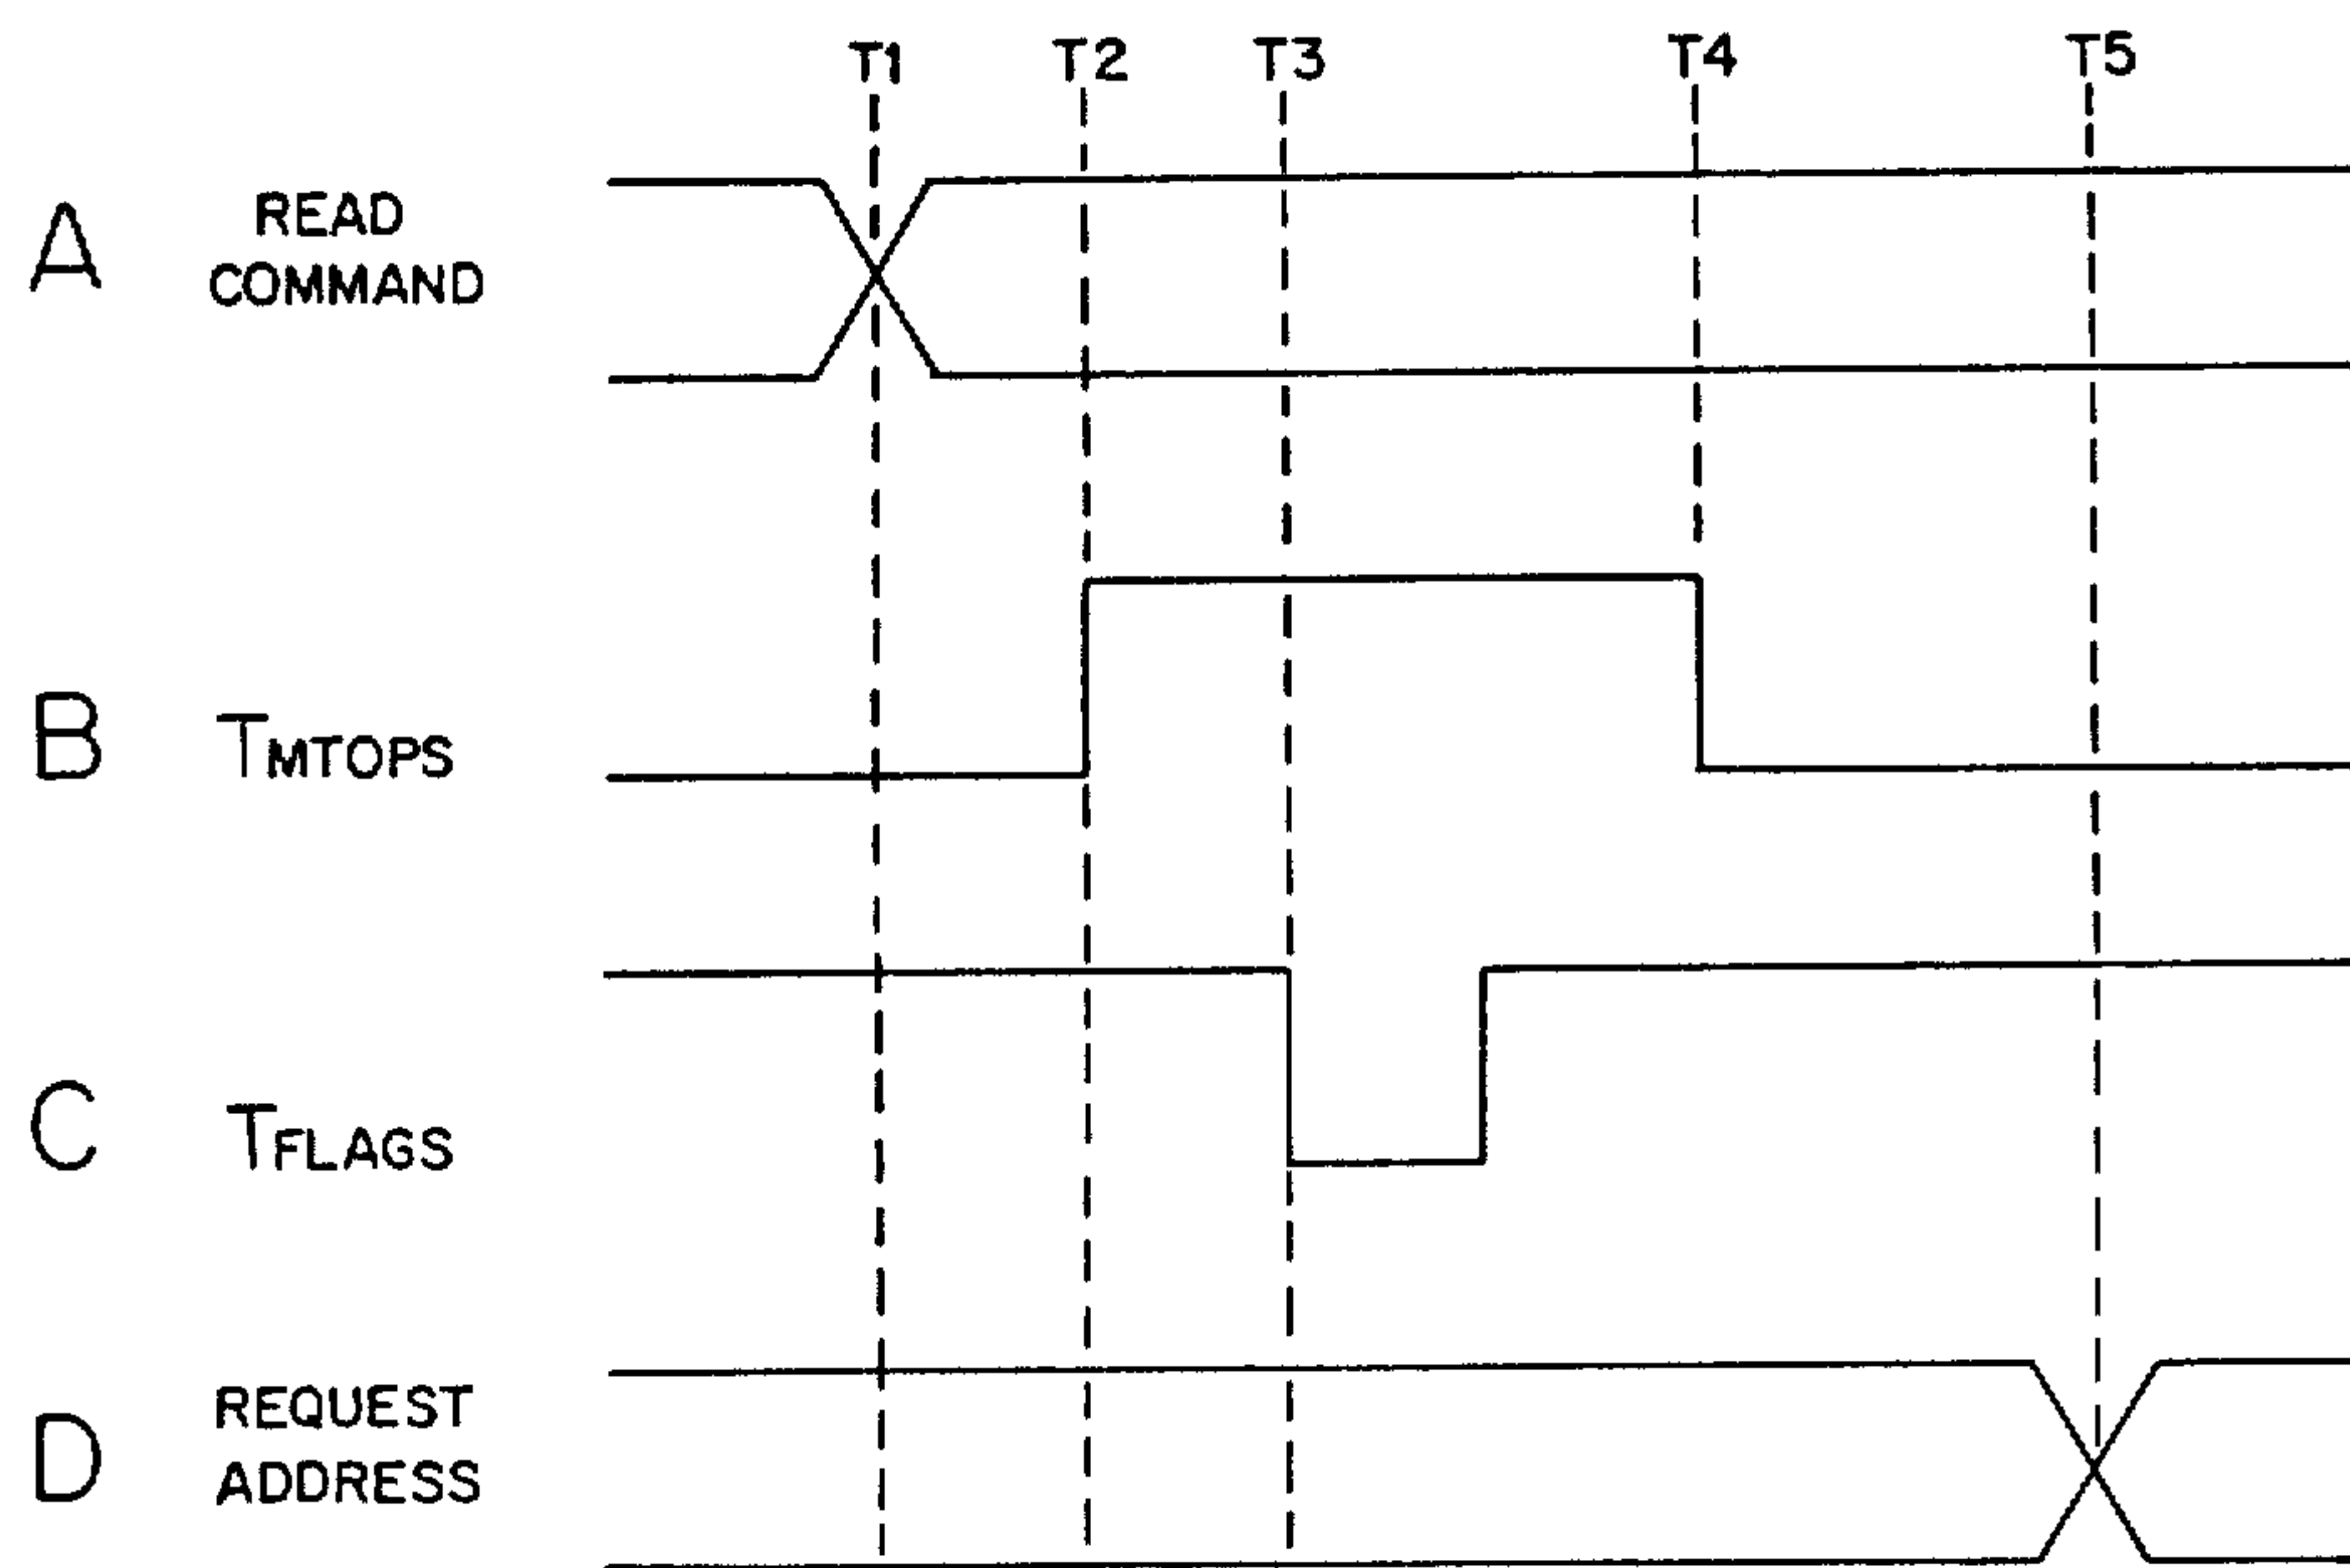 T1 T2 T3 T4 T5
A READ
COMMAND
B TMTOPS
C TFLAGS
D REQUEST
ADDRESS